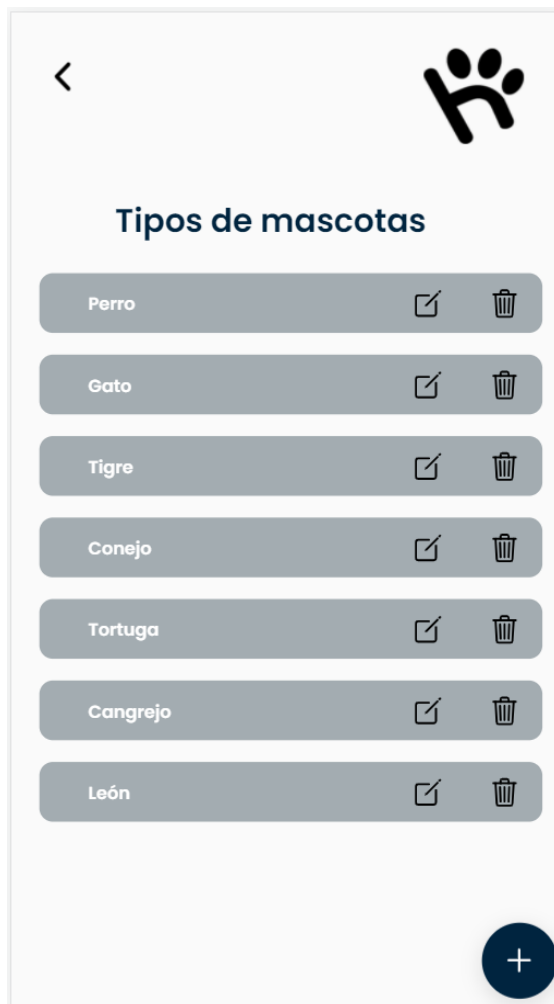 Tipos de mascotas
Perro
Gato
Tigre
Conejo
Tortuga
Cangrejo
León